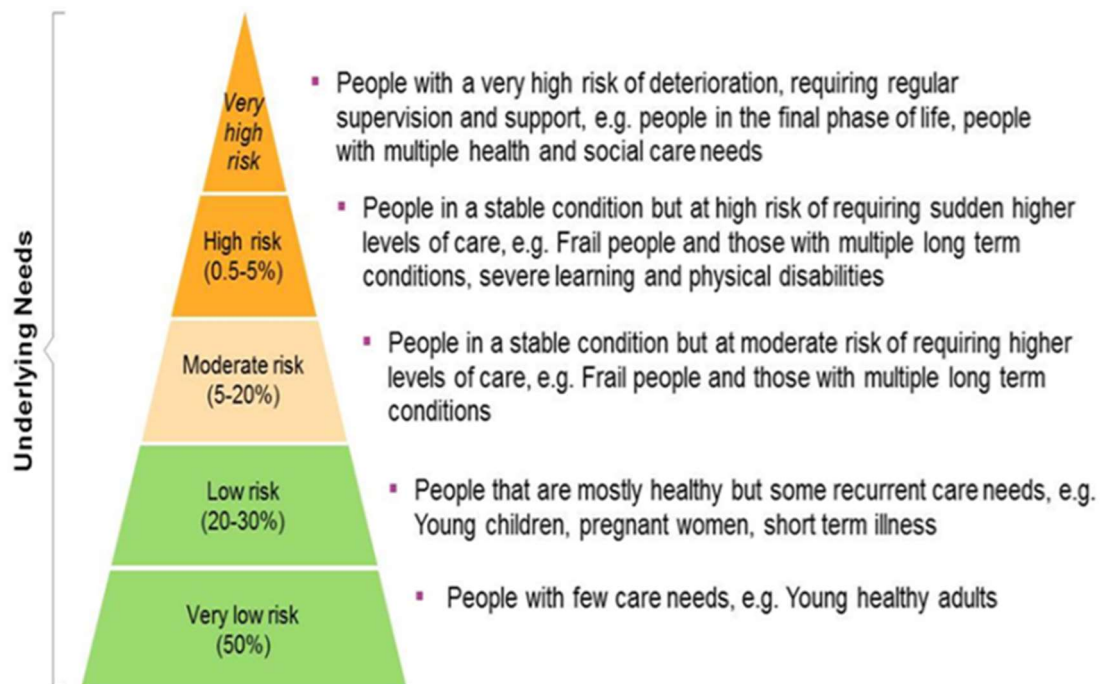 Underlying Needs
Very
high
risk
▪ People with a very high risk of deterioration, requiring regular
supervision and support, e.g. people in the final phase of life, people
with multiple health and social care needs
High risk
(0.5-5%)
▪ People in a stable condition but at high risk of requiring sudden higher
levels of care, e.g. Frail people and those with multiple long term
conditions, severe learning and physical disabilities
Moderate risk
(5-20%)
▪ People in a stable condition but at moderate risk of requiring higher
levels of care, e.g. Frail people and those with multiple long term
conditions
Low risk
(20-30%)
▪ People that are mostly healthy but some recurrent care needs, e.g.
Young children, pregnant women, short term illness
Very low risk
(50%)
▪ People with few care needs, e.g. Young healthy adults